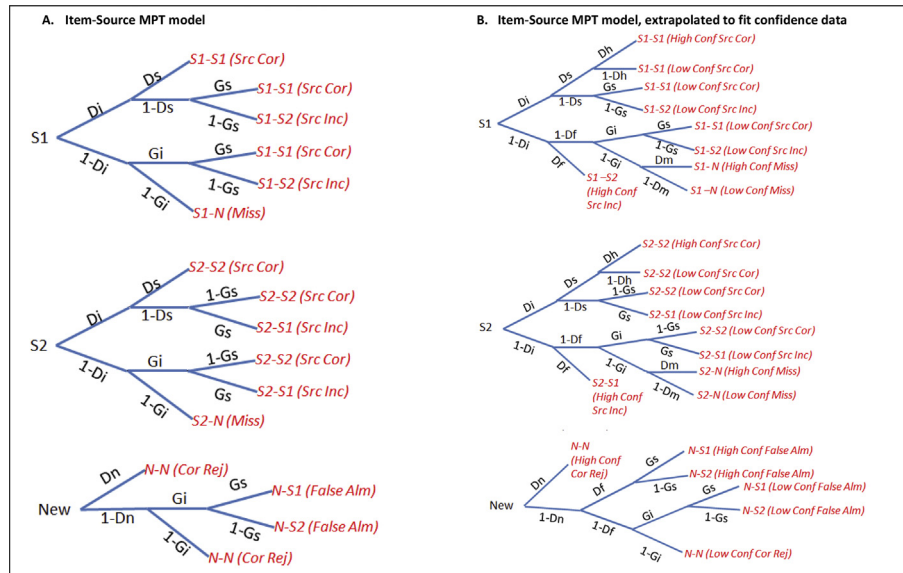 A. Item-Source MPT model
Ds
S1-S1 (Src Cor)
Di
Gs
S1-S1 (Src Cor)
1-Ds
1-Gs
S1-S2 (Src Inc)
S1
Gi
Gs
S1-S1 (Src Cor)
1-Di
1-Gs
S1-S2 (Src Inc)
1-Gi
S1-N (Miss)
Ds
S2-S2 (Src Cor)
Di
1-Gs
S2-S2 (Src Cor)
1-Ds
Gs
S2-S1 (Src Inc)
S2
Gi
1-Gs
S2-S2 (Src Cor)
1-Di
Gs
S2-S1 (Src Inc)
1-Gi
S2-N (Miss)
Dn
N-N (Cor Rej)
Gi
Gs
N-S1 (False Alm)
New
1-Dn
1-Gs
N-S2 (False Alm)
1-Gi
N-N (Cor Rej)
B. Item-Source MPT model, extrapolated to fit confidence data
Dh
S1-S1 (High Conf Src Cor)
Ds
1-Dh
S1-S1 (Low Conf Src Cor)
Di
Gs
S1-S1 (Low Conf Src Cor)
1-Ds
1-Gs
S1-S2 (Low Conf Src Inc)
S1
1-Df
Gi
Gs
S1- S1 (Low Conf Src Cor)
1-Di
1-Gs
S1-S2 (Low Conf Src Inc)
Df
1-Gi
Dm
S1- N (High Conf Miss)
S1 –S2
(High Conf
Src Inc)
1-Dm
S1 –N (Low Conf Miss)
Dh
S2-S2 (High Conf Src Cor)
Ds
1-Dh
S2-S2 (Low Conf Src Cor)
Di
1-Gs
S2-S2 (Low Conf Src Cor)
1-Ds
Gs
S2-S1 (Low Conf Src Inc)
S2
1-Df
Gi
1-Gs
S2-S2 (Low Conf Src Cor)
1-Di
Gs
S2-S1 (Low Conf Src Inc)
Df
1-Gi
Dm
S2-N (High Conf Miss)
S2-S1
(High Conf
Src Inc)
1-Dm
S2-N (Low Conf Miss)
N-N
(High Conf
Cor Rej)
Dn
Gs
N-S1 (High Conf False Alm)
Df
1-Gs
N-S2 (High Conf False Alm)
New
1-Dn
Gs
N-S1 (Low Conf False Alm)
Gi
1-Gs
N-S2 (Low Conf False Alm)
1-Df
1-Gi
N-N (Low Conf Cor Rej)